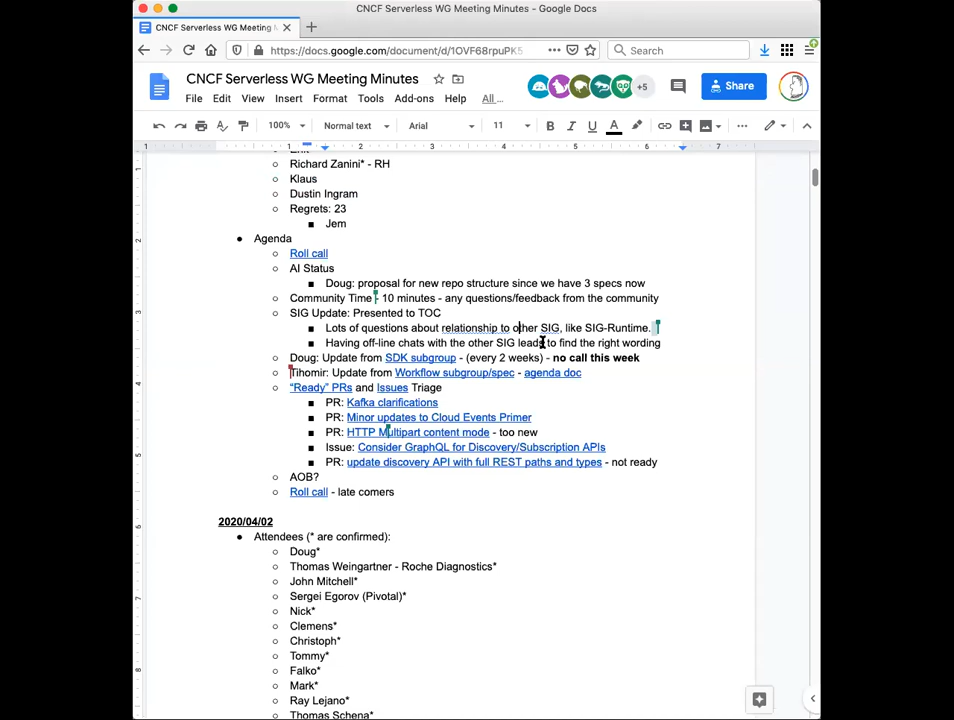 CNCF Serverless WG Meeting Minutes - Google Docs
CNCF Serverless WG Meeting
https://docs.google.com/document/d/1OVF68rpuPK5
Search
CNCF Serverless WG Meeting Minutes
File Edit View Insert Format Tools Add-ons Help All ...
+5
Share
100% Normal text Arial 11
1 1 2 3 4 5 6 7
Erik
Richard Zanini* - RH
Klaus
Dustin Ingram
Regrets: 23
Jem
Agenda
Roll call
AI Status
Doug: proposal for new repo structure since we have 3 specs now
Community Time - 10 minutes - any questions/feedback from the community
SIG Update: Presented to TOC
Lots of questions about relationship to other SIG, like SIG-Runtime.
Having off-line chats with the other SIG leads to find the right wording
Doug: Update from SDK subgroup - (every 2 weeks) - no call this week
Tihomir: Update from Workflow subgroup/spec - agenda doc
“Ready” PRs and Issues Triage
PR: Kafka clarifications
PR: Minor updates to Cloud Events Primer
PR: HTTP Multipart content mode - too new
Issue: Consider GraphQL for Discovery/Subscription APIs
PR: update discovery API with full REST paths and types - not ready
AOB?
Roll call - late comers
2020/04/02
Attendees (* are confirmed):
Doug*
Thomas Weingartner - Roche Diagnostics*
John Mitchell*
Sergei Egorov (Pivotal)*
Nick*
Clemens*
Christoph*
Tommy*
Falko*
Mark*
Ray Lejano*
Thomas Schena*